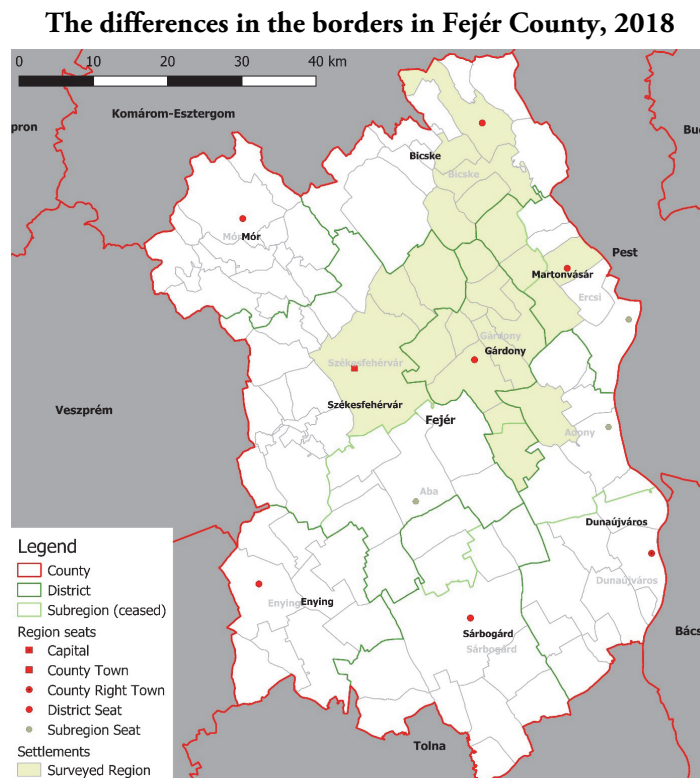 The differences in the borders in Fejér County, 2018
0 10 20 30 40 km
Komárom-Esztergom
pron
Bud
Bicske
Bicske
Mór
Mór
Pest
Martonvásár
Ercsi
Gárdony
Gárdony
Székesfehérvár
Székesfehérvár
Veszprém
Fejér
Adony
Aba
Dunaújváros
Dunaújváros
Enying
Enying
Sárbogárd
Sárbogárd
Bács
Tolna
Legend
County
District
Subregion (ceased)
Region seats
Capital
County Town
County Right Town
District Seat
Subregion Seat
Settlements
Surveyed Region